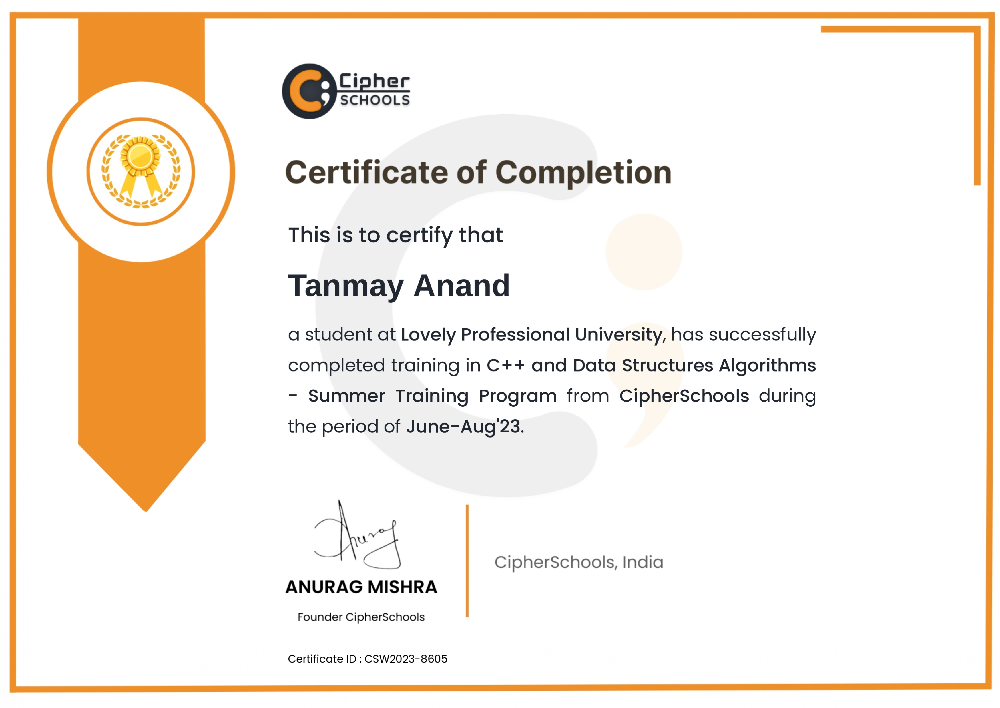 Cipher
SCHOOLS
Certificate of Completion
This is to certify that
Tanmay Anand
a student at Lovely Professional University, has successfully
completed training in C++ and Data Structures Algorithms
- Summer Training Program from CipherSchools during
the period of June-Aug'23.
Anurag
ANURAG MISHRA
Founder CipherSchools
CipherSchools, India
Certificate ID : CSW2023-8605